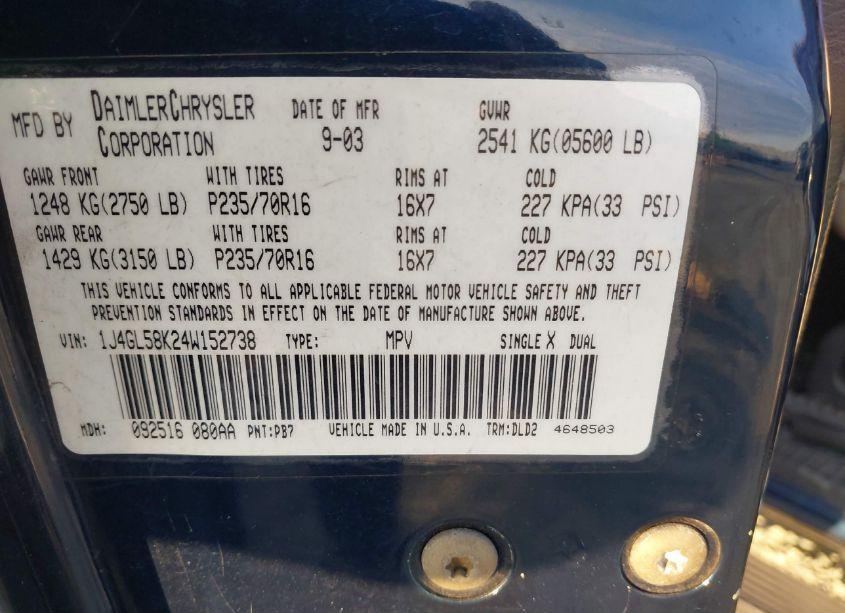 MFD BY DAIMLERCHRYSLER CORPORATION DATE OF MFR 9-03 GVWR 2541 KG(05600 LB)
GAWR FRONT WITH TIRES RIMS AT COLD
1248 KG(2750 LB) P235/70R16 16X7 227 KPA(33 PSI)
GAWR REAR WITH TIRES RIMS AT COLD
1429 KG(3150 LB) P235/70R16 16X7 227 KPA(33 PSI)
THIS VEHICLE CONFORMS TO ALL APPLICABLE FEDERAL MOTOR VEHICLE SAFETY AND THEFT
PREVENTION STANDARDS IN EFFECT ON THE DATE OF MANUFACTURE SHOWN ABOVE.
VIN: 1J4GL58K24W152738 TYPE: MPV SINGLE X DUAL
MDH: 092516 080AA PNT:PB7 VEHICLE MADE IN U.S.A. TRM:DLD2 4648503